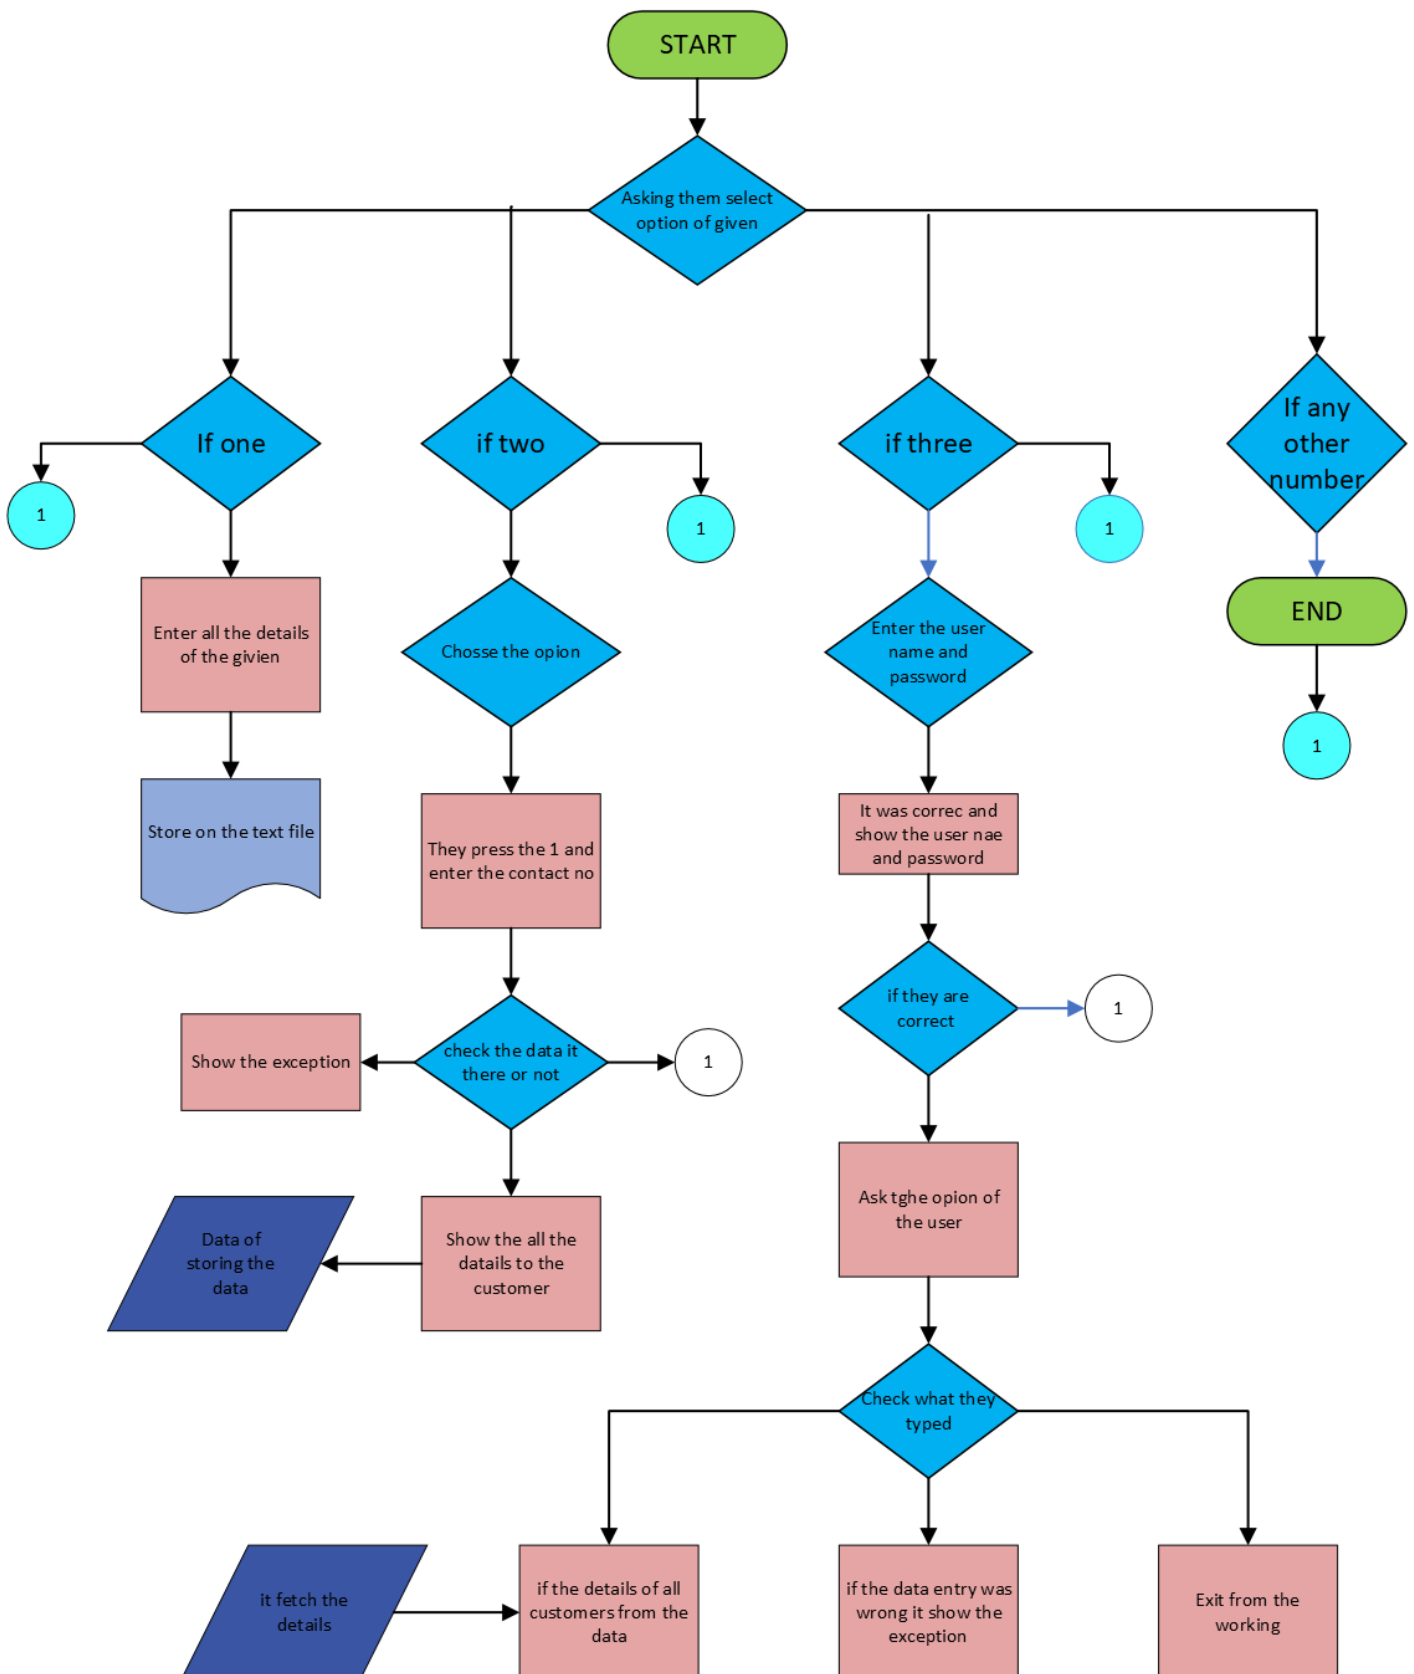 START
Asking them select
option of given
If one
if two
if three
If any
other
number
1
1
1
1
END
Enter all the details
of the givien
Chosse the opion
Enter the user
name and
password
Store on the text file
They press the 1 and
enter the contact no
It was correc and
show the user nae
and password
Show the exception
check the data it
there or not
1
if they are
correct
1
Data of
storing the
data
Show the all the
datails to the
customer
Ask tghe opion of
the user
Check what they
typed
it fetch the
details
if the details of all
customers from the
data
if the data entry was
wrong it show the
exception
Exit from the
working